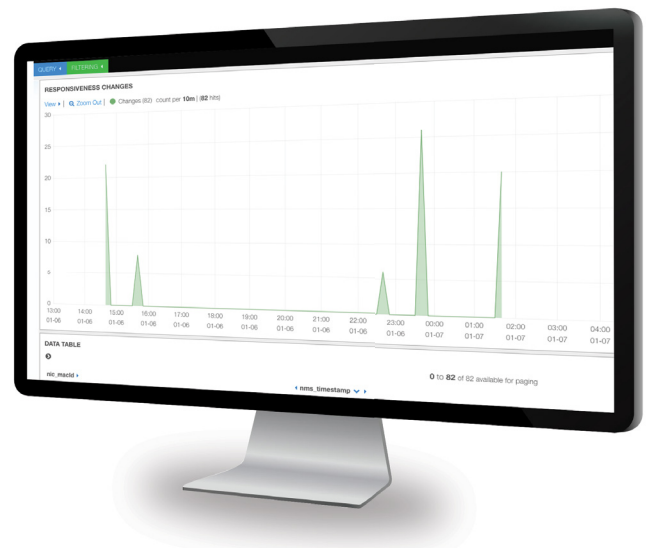 QUERY FILTERING
RESPONSIVENESS CHANGES
View | Zoom Out | Changes (82) count per 10m | (82 hits)
30
25
20
15
10
5
0
13:00 14:00 15:00 16:00 17:00 18:00 19:00 20:00 21:00 22:00 23:00 00:00 01:00 02:00 03:00 04:00
01-06 01-06 01-06 01-06 01-06 01-06 01-06 01-06 01-06 01-06 01-06 01-07 01-07 01-07 01-07 01-07
DATA TABLE
0 to 82 of 82 available for paging
nic_macId nms_timestamp